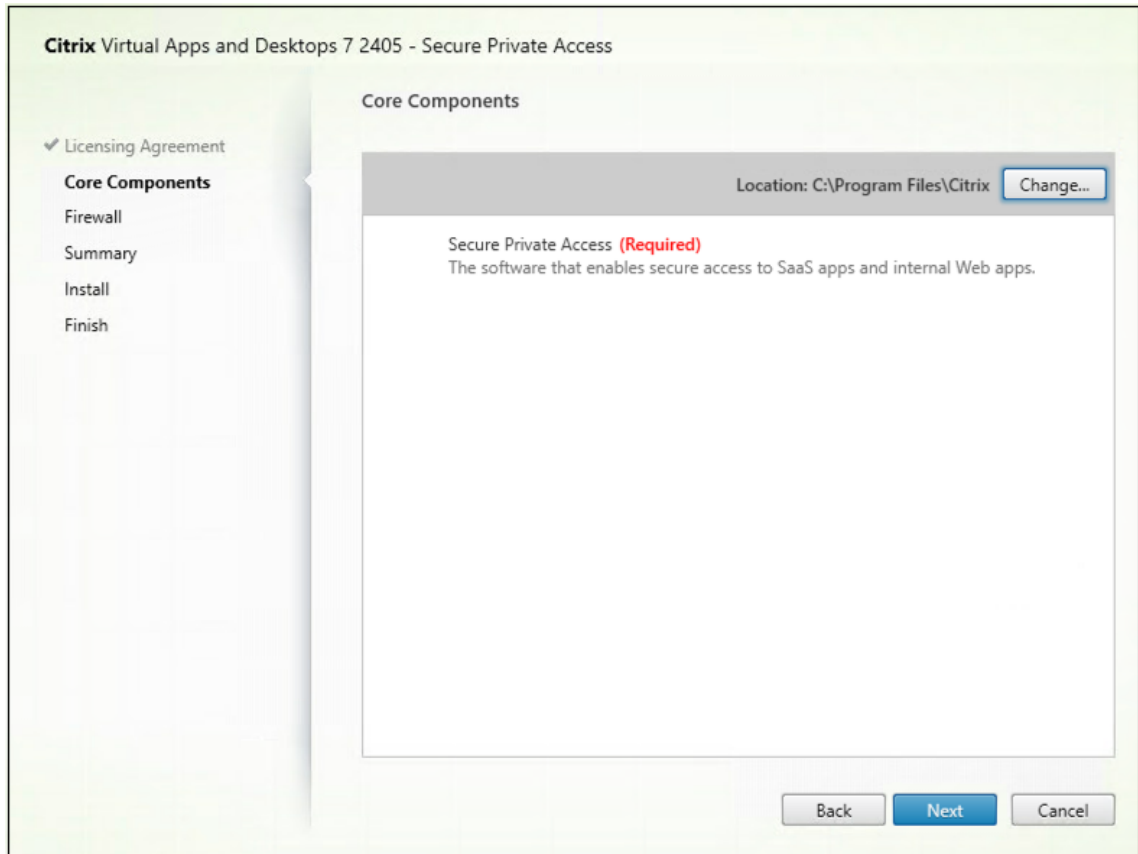 Citrix Virtual Apps and Desktops 7 2405 - Secure Private Access
Core Components
Licensing Agreement
Core Components
Firewall
Summary
Install
Finish
Location: C:\Program Files\Citrix
Change...
Secure Private Access (Required)
The software that enables secure access to SaaS apps and internal Web apps.
Back
Next
Cancel